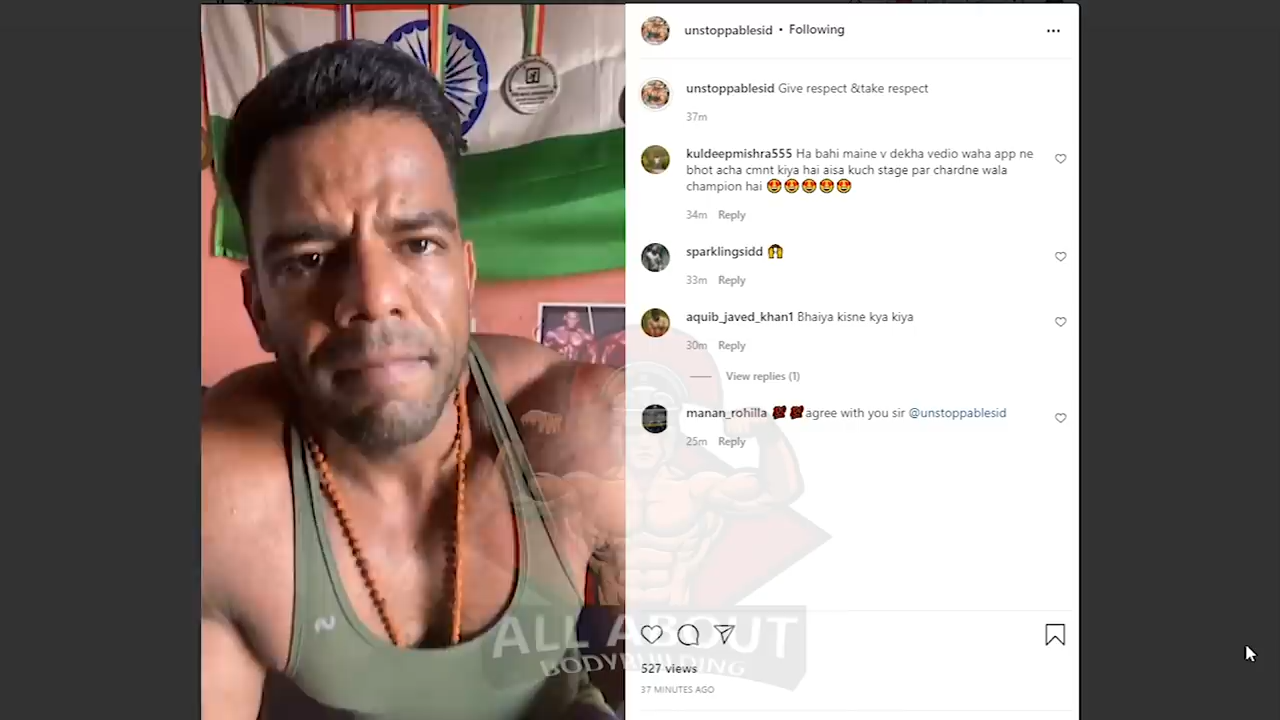 unstoppablesid • Following
unstoppablesid Give respect &take respect
37m
kuldeepmishra555 Ha bahi maine v dekha vedio waha app ne
bhot acha cmnt kiya hai aisa kuch stage par chardne wala
champion hai 🤩🤩🤩🤩🤩
34m Reply
sparklingsidd 🙌
33m Reply
aquib_javed_khan1 Bhaiya kisne kya kiya
30m Reply
View replies (1)
manan_rohilla agree with you sir @unstoppablesid
25m Reply
ALL ABOUT
BODYBUILDING
527 views
37 MINUTES AGO